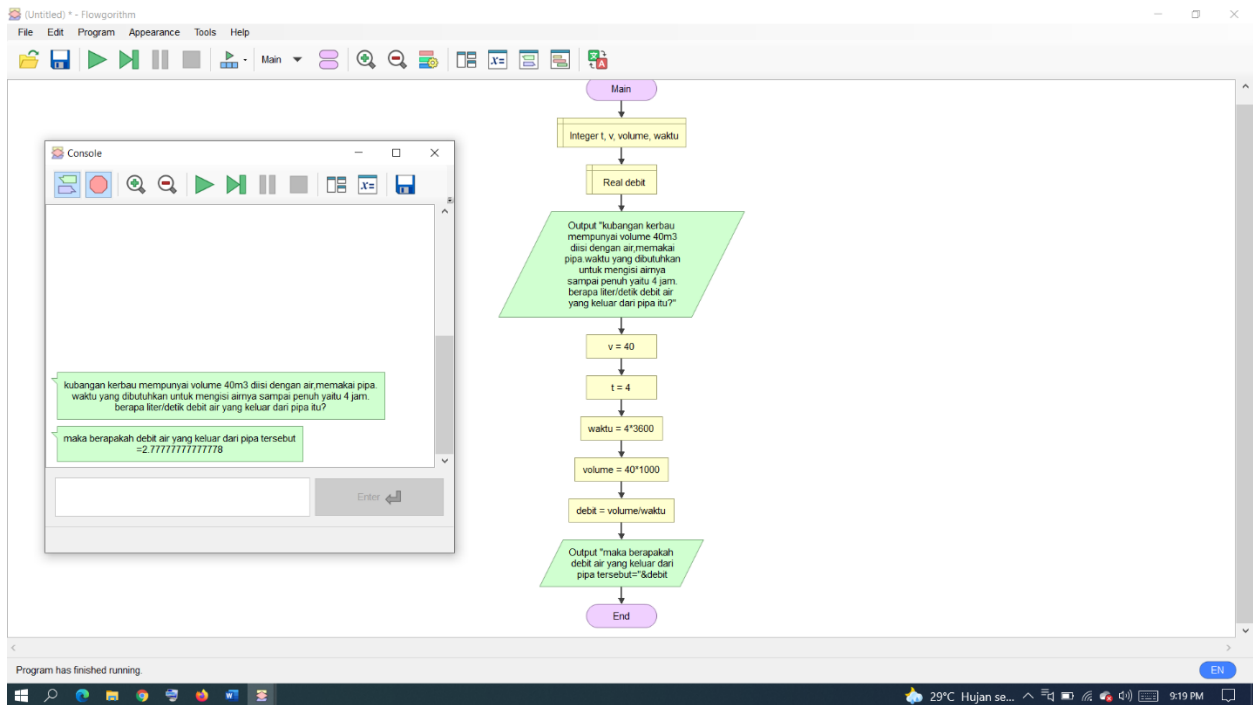 (Untitled) * - Flowgorithm
File Edit Program Appearance Tools Help
Main
Main
Integer t, v, volume, waktu
Real debit
Output "kubangan kerbau
mempunyai volume 40m3
diisi dengan air,memakai
pipa.waktu yang dibutuhkan
untuk mengisi airnya
sampai penuh yaitu 4 jam.
berapa liter/detik debit air
yang keluar dari pipa itu?"
v = 40
t = 4
waktu = 4*3600
volume = 40*1000
debit = volume/waktu
Output "maka berapakah
debit air yang keluar dari
pipa tersebut="&debit
End
Console
x=
kubangan kerbau mempunyai volume 40m3 diisi dengan air,memakai pipa.
waktu yang dibutuhkan untuk mengisi airnya sampai penuh yaitu 4 jam.
berapa liter/detik debit air yang keluar dari pipa itu?
maka berapakah debit air yang keluar dari pipa tersebut
=2.77777777777778
Enter
Program has finished running.
EN
29°C Hujan se...
9:19 PM